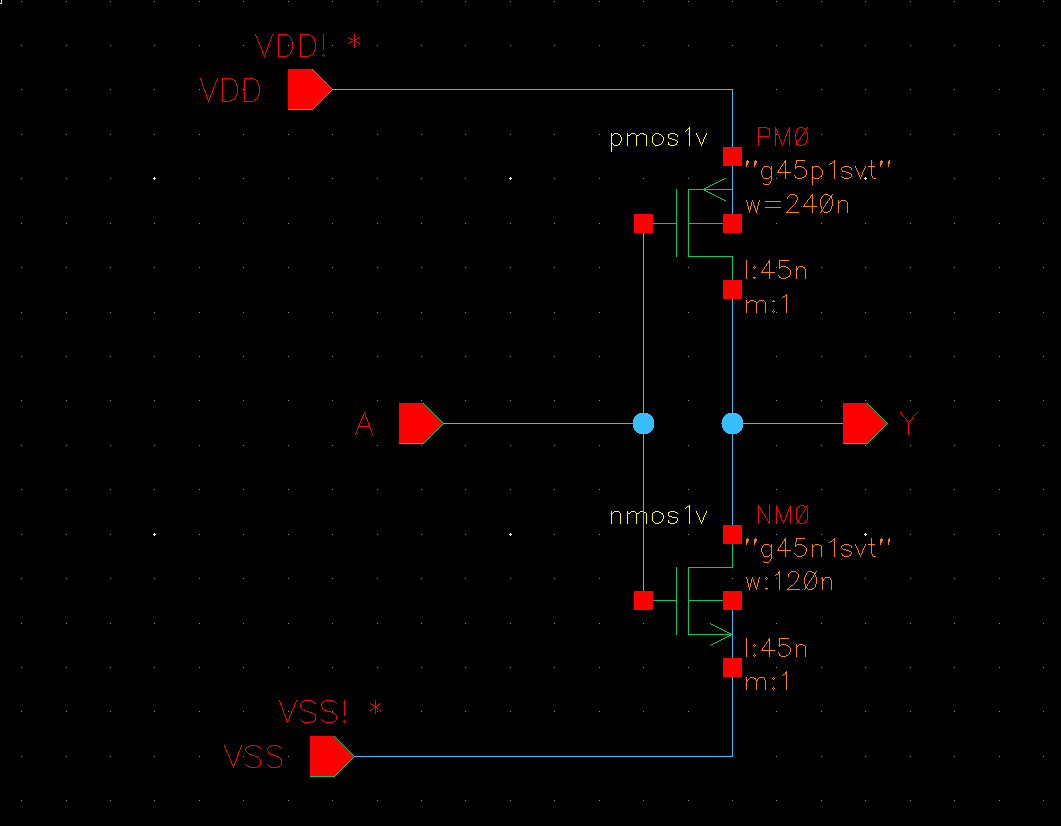 VDD! *
VDD
pmos1v
PM0
"g45p1svt"
w=240n
l:45n
m:1
A
Y
nmos1v
NM0
"g45n1svt"
w:120n
l:45n
m:1
VSS! *
VSS